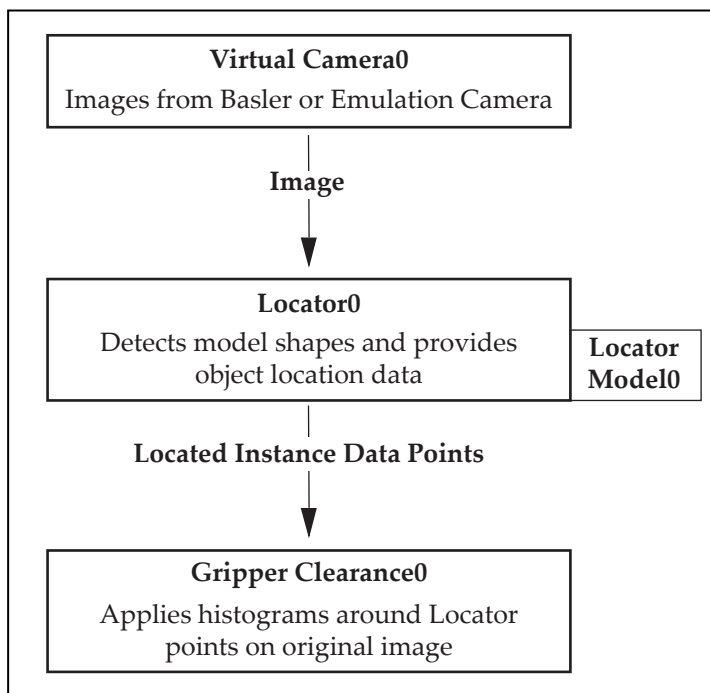 Virtual Camera0
Images from Basler or Emulation Camera
Image
Locator0
Detects model shapes and provides
object location data
Locator
Model0
Located Instance Data Points
Gripper Clearance0
Applies histograms around Locator
points on original image